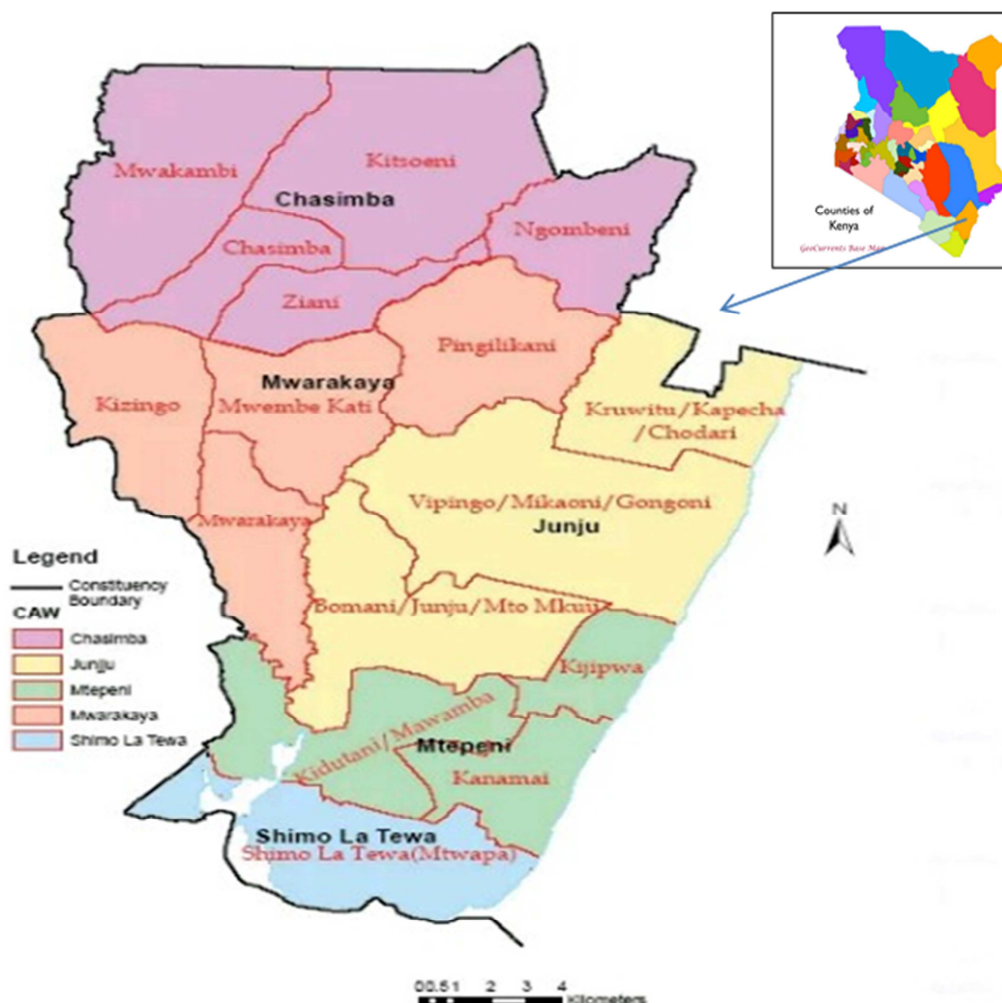 Counties of
Kenya
GeoCurrents Base Map
Mwakambi
Kitsoeni
Chasimba
Chasimba
Ngombeni
Ziani
Pingilikani
Mwarakaya
Mwembe Kati
Kizingo
Kruwitu/Kapecha
/Chodari
Vipingo/Mikaoni/Gongoni
Junju
Mwarakaya
N
Legend
Constituency
Boundary
CAW
Chasimba
Junju
Mtepeni
Mwarakaya
Shimo La Tewa
Bomani/Junju/Mto Mkuu
Kijipwa
Kidutani/Mawamba
Mtepeni
Kanamai
Shimo La Tewa
Shimo La Tewa(Mtwapa)
0 0.5 1 2 3 4
Kilometers